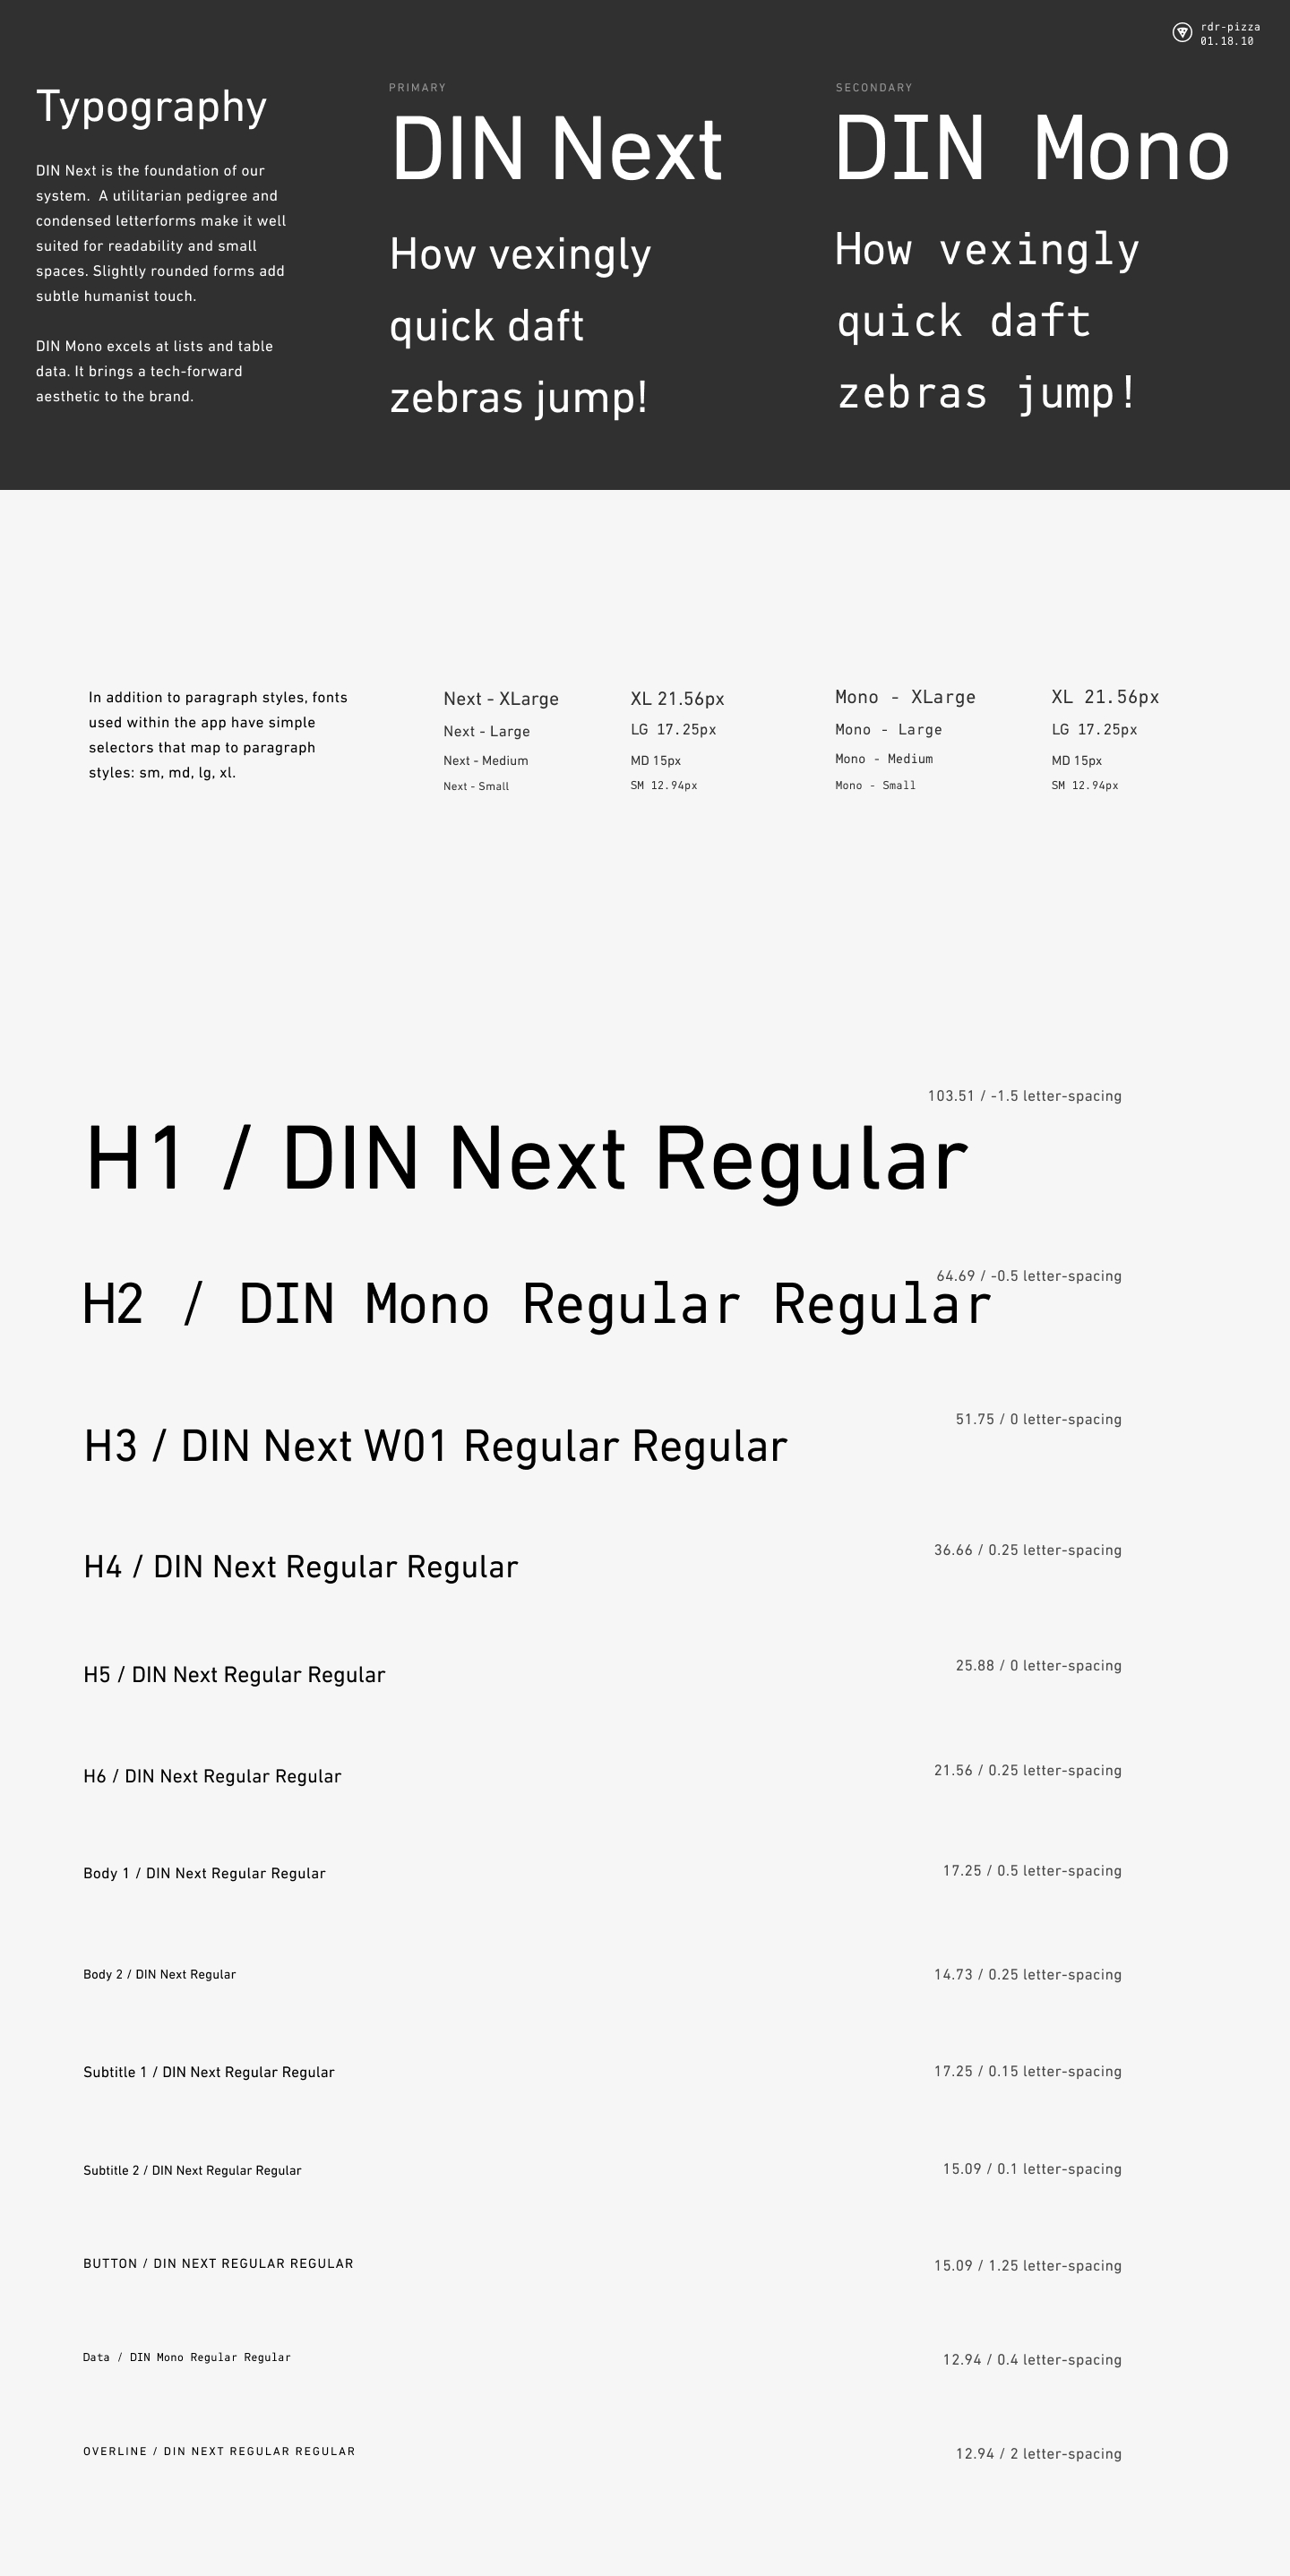 rdr-pizza
01.18.10
Typography
DIN Next is the foundation of our
system.  A utilitarian pedigree and
condensed letterforms make it well
suited for readability and small
spaces. Slightly rounded forms add
subtle humanist touch.
DIN Mono excels at lists and table
data. It brings a tech-forward
aesthetic to the brand.
PRIMARY
DIN Next
How vexingly
quick daft
zebras jump!
SECONDARY
DIN Mono
How vexingly
quick daft
zebras jump!
In addition to paragraph styles, fonts
used within the app have simple
selectors that map to paragraph
styles: sm, md, lg, xl.
Next - XLarge
Next - Large
Next - Medium
Next - Small
XL 21.56px
LG 17.25px
MD 15px
SM 12.94px
Mono - XLarge
Mono - Large
Mono - Medium
Mono - Small
XL 21.56px
LG 17.25px
MD 15px
SM 12.94px
103.51 / -1.5 letter-spacing
H1 / DIN Next Regular
64.69 / -0.5 letter-spacing
H2 / DIN Mono Regular Regular
51.75 / 0 letter-spacing
H3 / DIN Next W01 Regular Regular
36.66 / 0.25 letter-spacing
H4 / DIN Next Regular Regular
25.88 / 0 letter-spacing
H5 / DIN Next Regular Regular
21.56 / 0.25 letter-spacing
H6 / DIN Next Regular Regular
17.25 / 0.5 letter-spacing
Body 1 / DIN Next Regular Regular
14.73 / 0.25 letter-spacing
Body 2 / DIN Next Regular
17.25 / 0.15 letter-spacing
Subtitle 1 / DIN Next Regular Regular
15.09 / 0.1 letter-spacing
Subtitle 2 / DIN Next Regular Regular
BUTTON / DIN NEXT REGULAR REGULAR
15.09 / 1.25 letter-spacing
Data / DIN Mono Regular Regular
12.94 / 0.4 letter-spacing
OVERLINE / DIN NEXT REGULAR REGULAR
12.94 / 2 letter-spacing